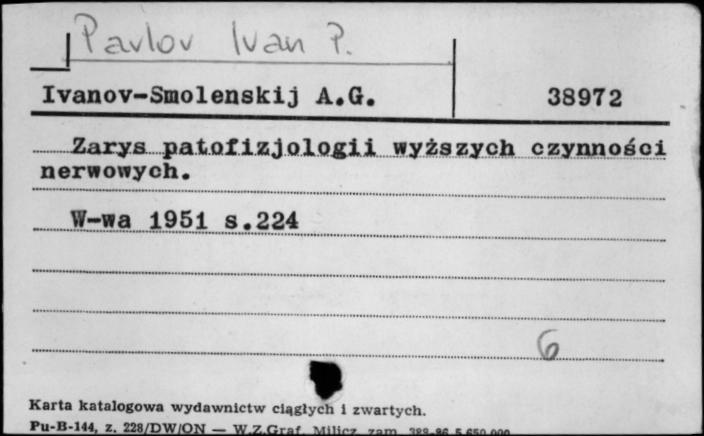 Pavlov Ivan P.
Ivanov-Smolenskij A.G. 38972
Zarys patofizjologii wyższych czynności
nerwowych.
W-wa 1951 s.224
6
Karta katalogowa wydawnictw ciągłych i zwartych.
Pu-B-144, z. 228/DW/ON — W.Z.Graf. Milicz zam.